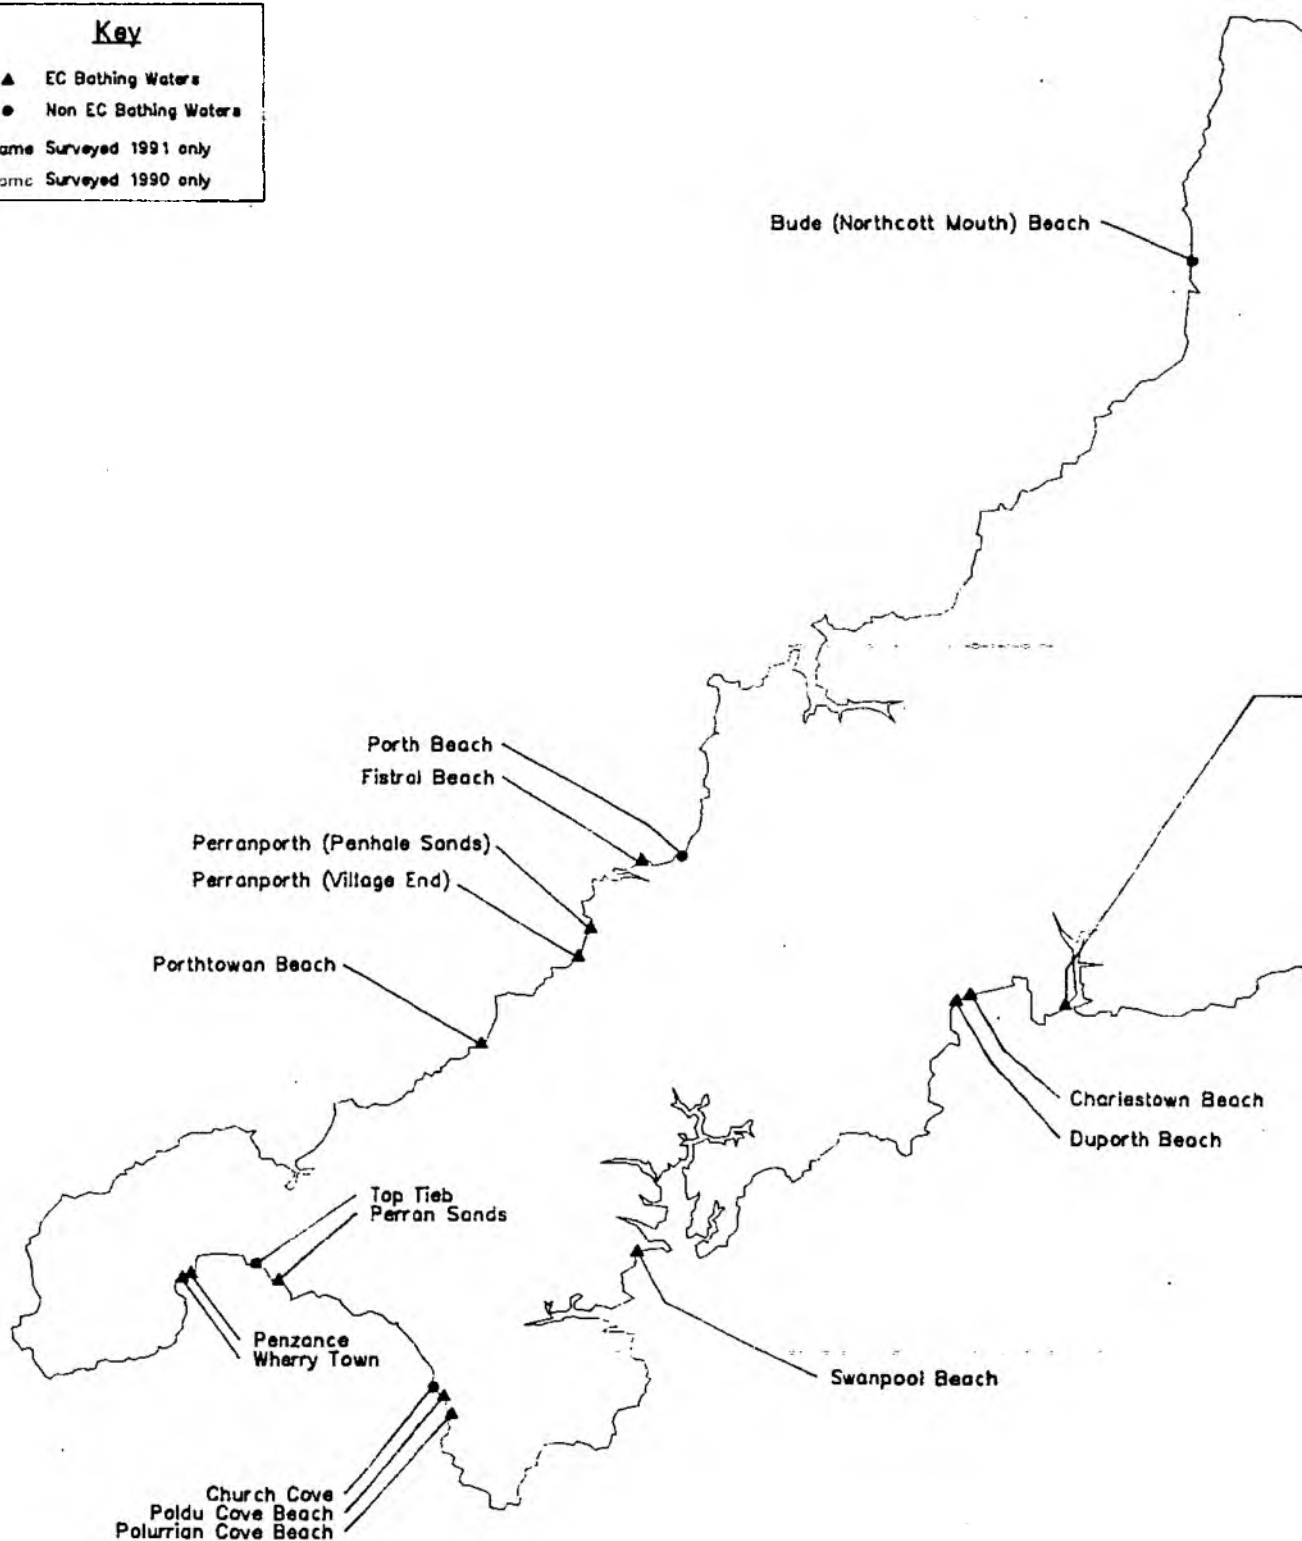 Key
EC Bathing Waters
Non EC Bathing Waters
ame Surveyed 1991 only
ame Surveyed 1990 only
Bude (Northcott Mouth) Beach
Porth Beach
Fistral Beach
Perranporth (Penhale Sands)
Perranporth (Village End)
Porthtowan Beach
Charlestown Beach
Duporth Beach
Top Tieb
Perran Sands
Penzance
Wherry Town
Swanpool Beach
Church Cove
Poldu Cove Beach
Polurrian Cove Beach